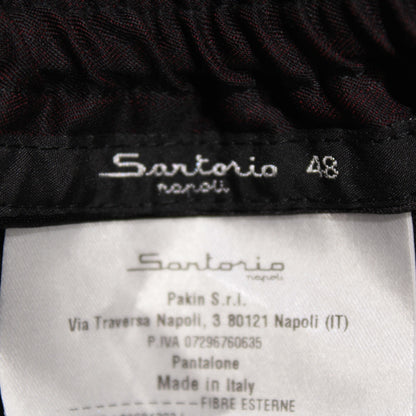 Sartorio 48
napoli
Sartorio
napoli
Pakin S.r.l.
Via Traversa Napoli, 3 80121 Napoli (IT)
P.IVA 07296760635
Pantalone
Made in Italy
--------- FIBRE ESTERNE